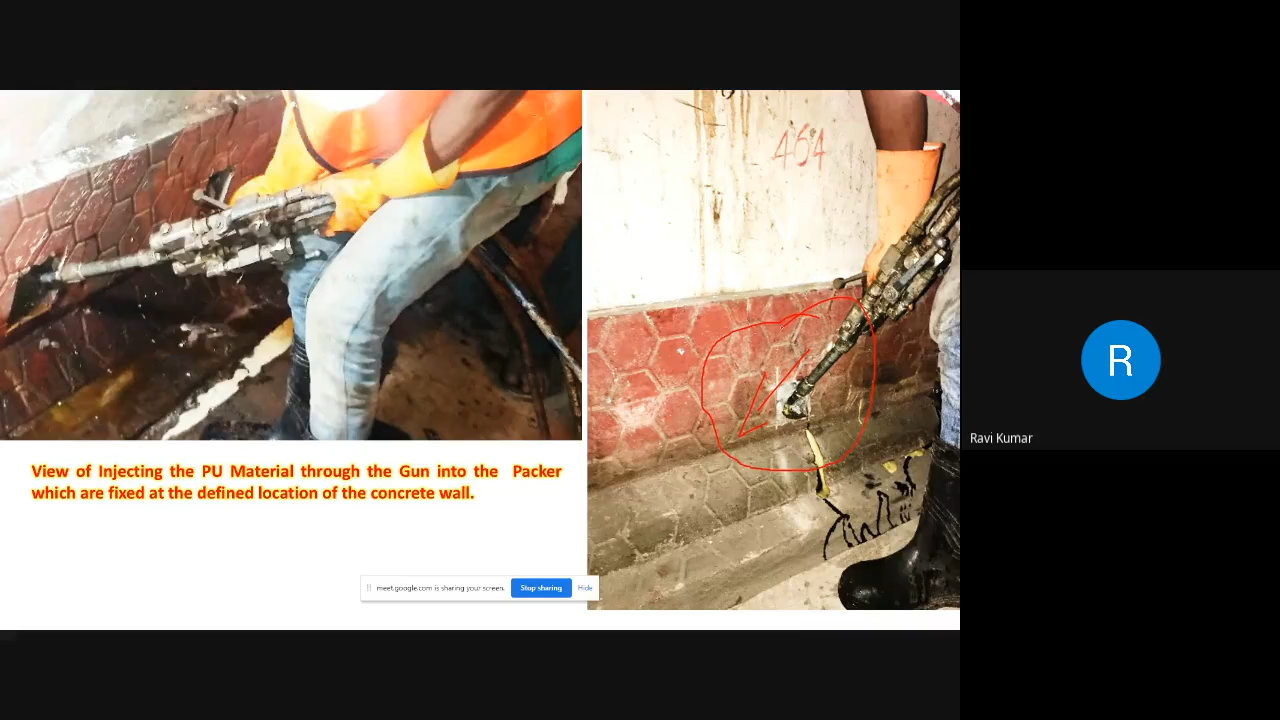 464
View of Injecting the PU Material through the Gun into the Packer
which are fixed at the defined location of the concrete wall.
meet.google.com is sharing your screen.
Stop sharing
Hide
R
Ravi Kumar